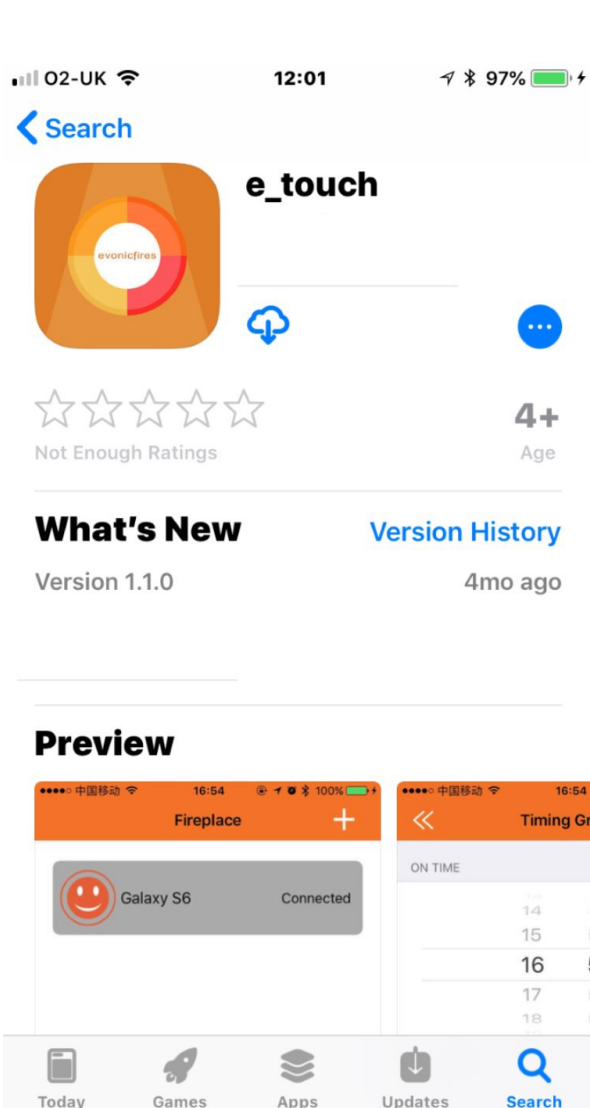 O2-UK 12:01 97%
Search
e_touch
evonicfires
4+
Not Enough Ratings Age
What's New Version History
Version 1.1.0 4mo ago
Preview
中国移动 16:54 100%
Fireplace +
Galaxy S6 Connected
中国移动 16:54
Timing Gr
ON TIME
14
15
16
17
18
Today Games Apps Updates Search